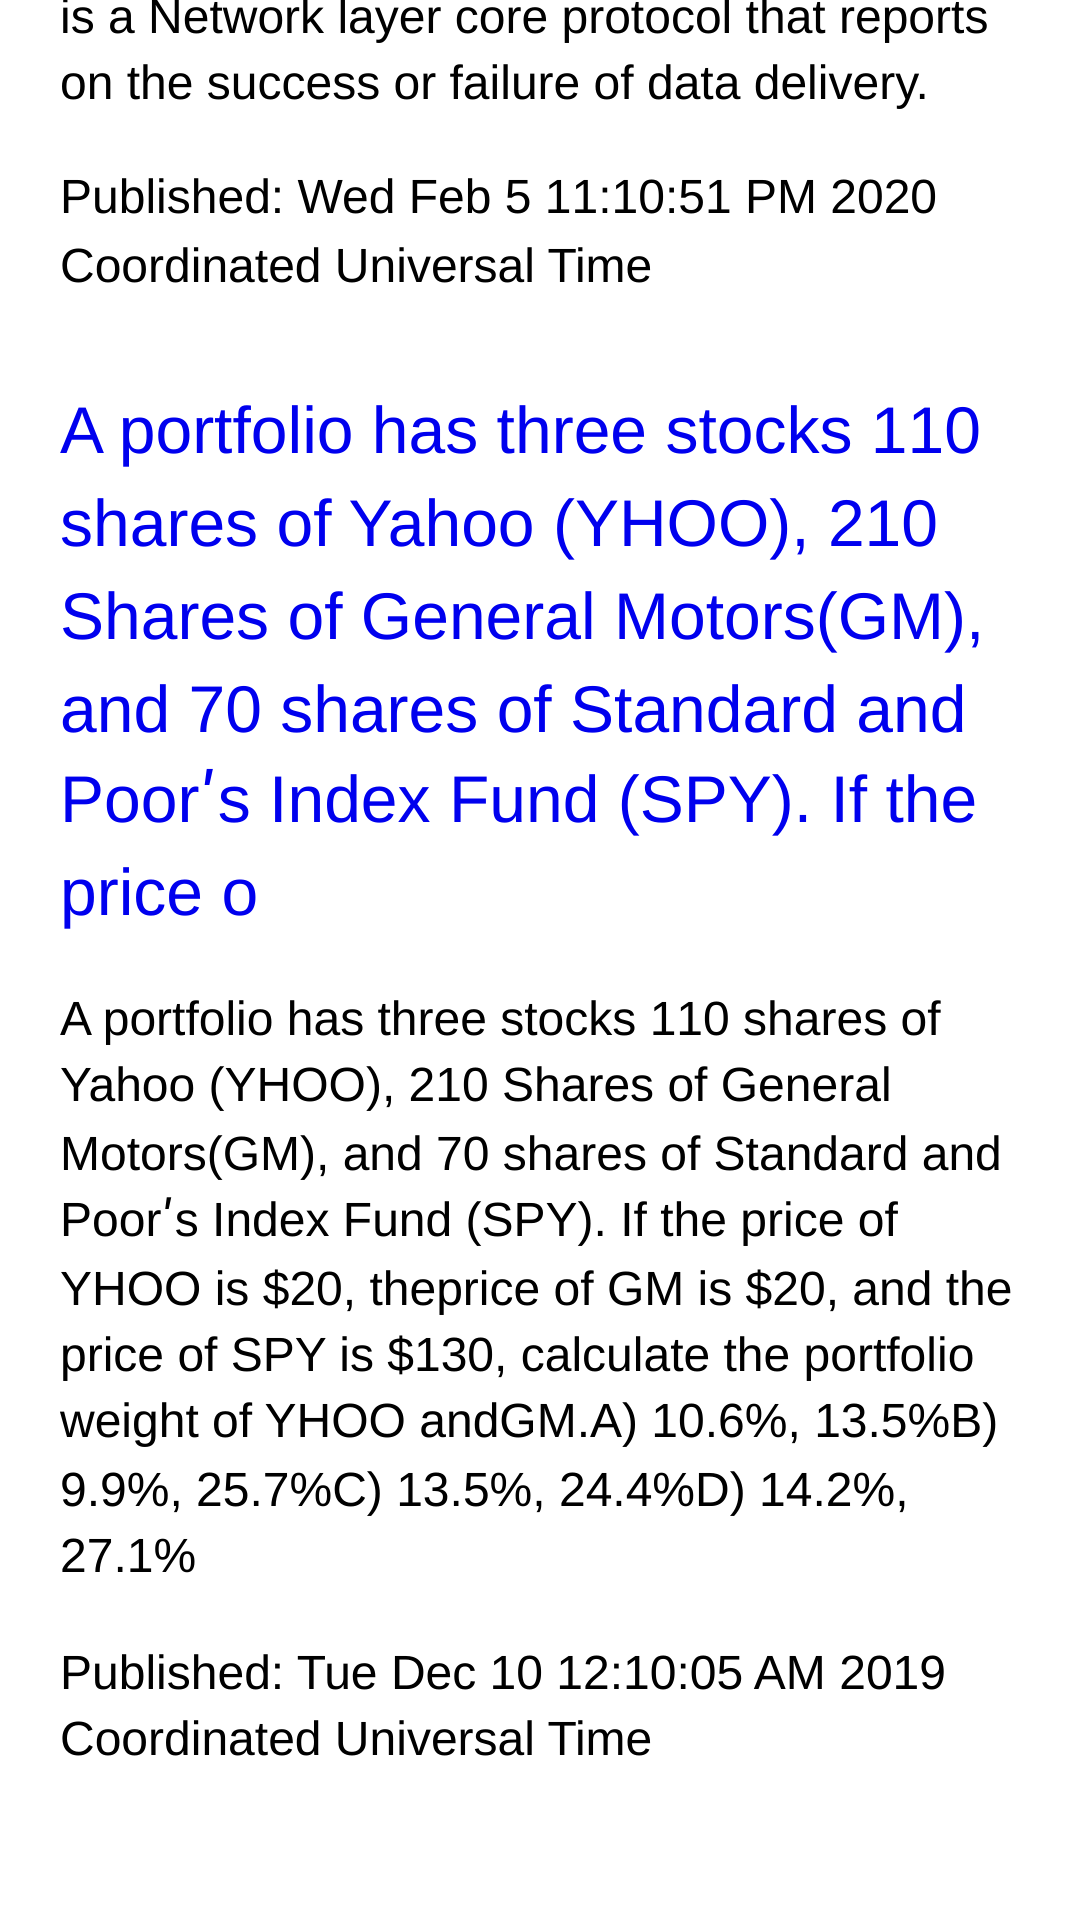 is a Network layer core protocol that reports
on the success or failure of data delivery.
Published: Wed Feb 5 11:10:51 PM 2020
Coordinated Universal Time
A portfolio has three stocks 110
shares of Yahoo (YHOO), 210
Shares of General Motors(GM),
and 70 shares of Standard and
Poorʹs Index Fund (SPY). If the
price o
A portfolio has three stocks 110 shares of
Yahoo (YHOO), 210 Shares of General
Motors(GM), and 70 shares of Standard and
Poorʹs Index Fund (SPY). If the price of
YHOO is $20, theprice of GM is $20, and the
price of SPY is $130, calculate the portfolio
weight of YHOO andGM.A) 10.6%, 13.5%B)
9.9%, 25.7%C) 13.5%, 24.4%D) 14.2%,
27.1%
Published: Tue Dec 10 12:10:05 AM 2019
Coordinated Universal Time